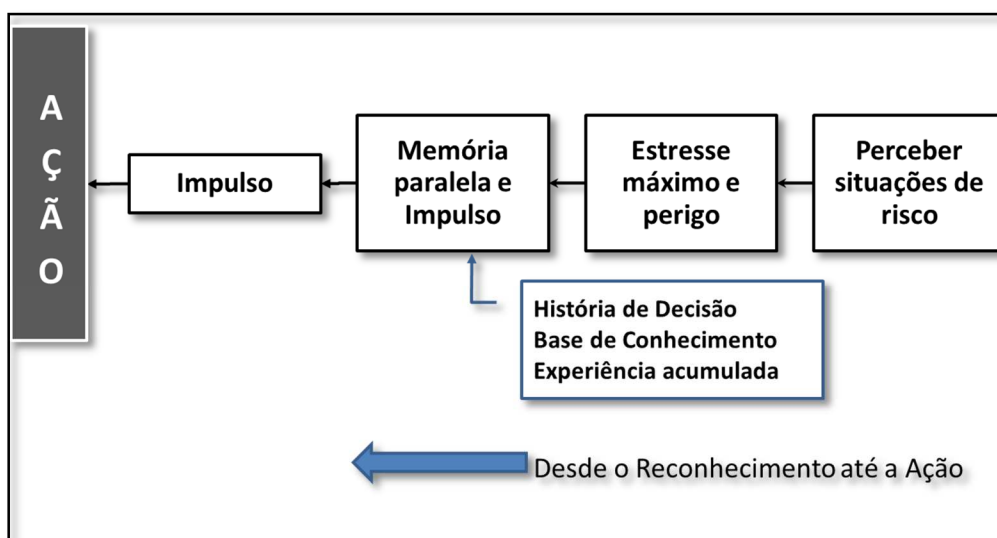 AÇÃO
Impulso
Memória
paralela e
Impulso
Estresse
máximo e
perigo
Perceber
situações de
risco
História de Decisão
Base de Conhecimento
Experiência acumulada
Desde o Reconhecimento até a Ação